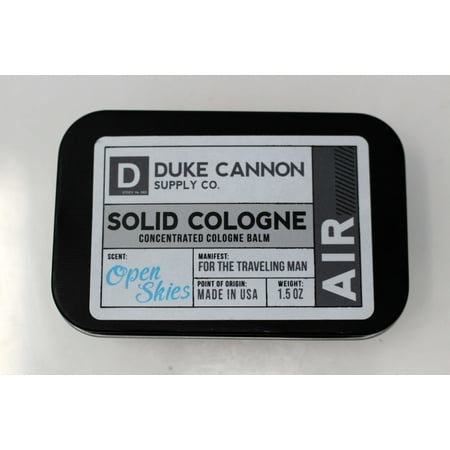 D
DUKE CANNON
SUPPLY CO.
SOLID COLOGNE
CONCENTRATED COLOGNE BALM
SCENT:
Open
Skies
MANIFEST:
FOR THE TRAVELING MAN
POINT OF ORIGIN:
MADE IN USA
WEIGHT:
1.5 OZ
AIR